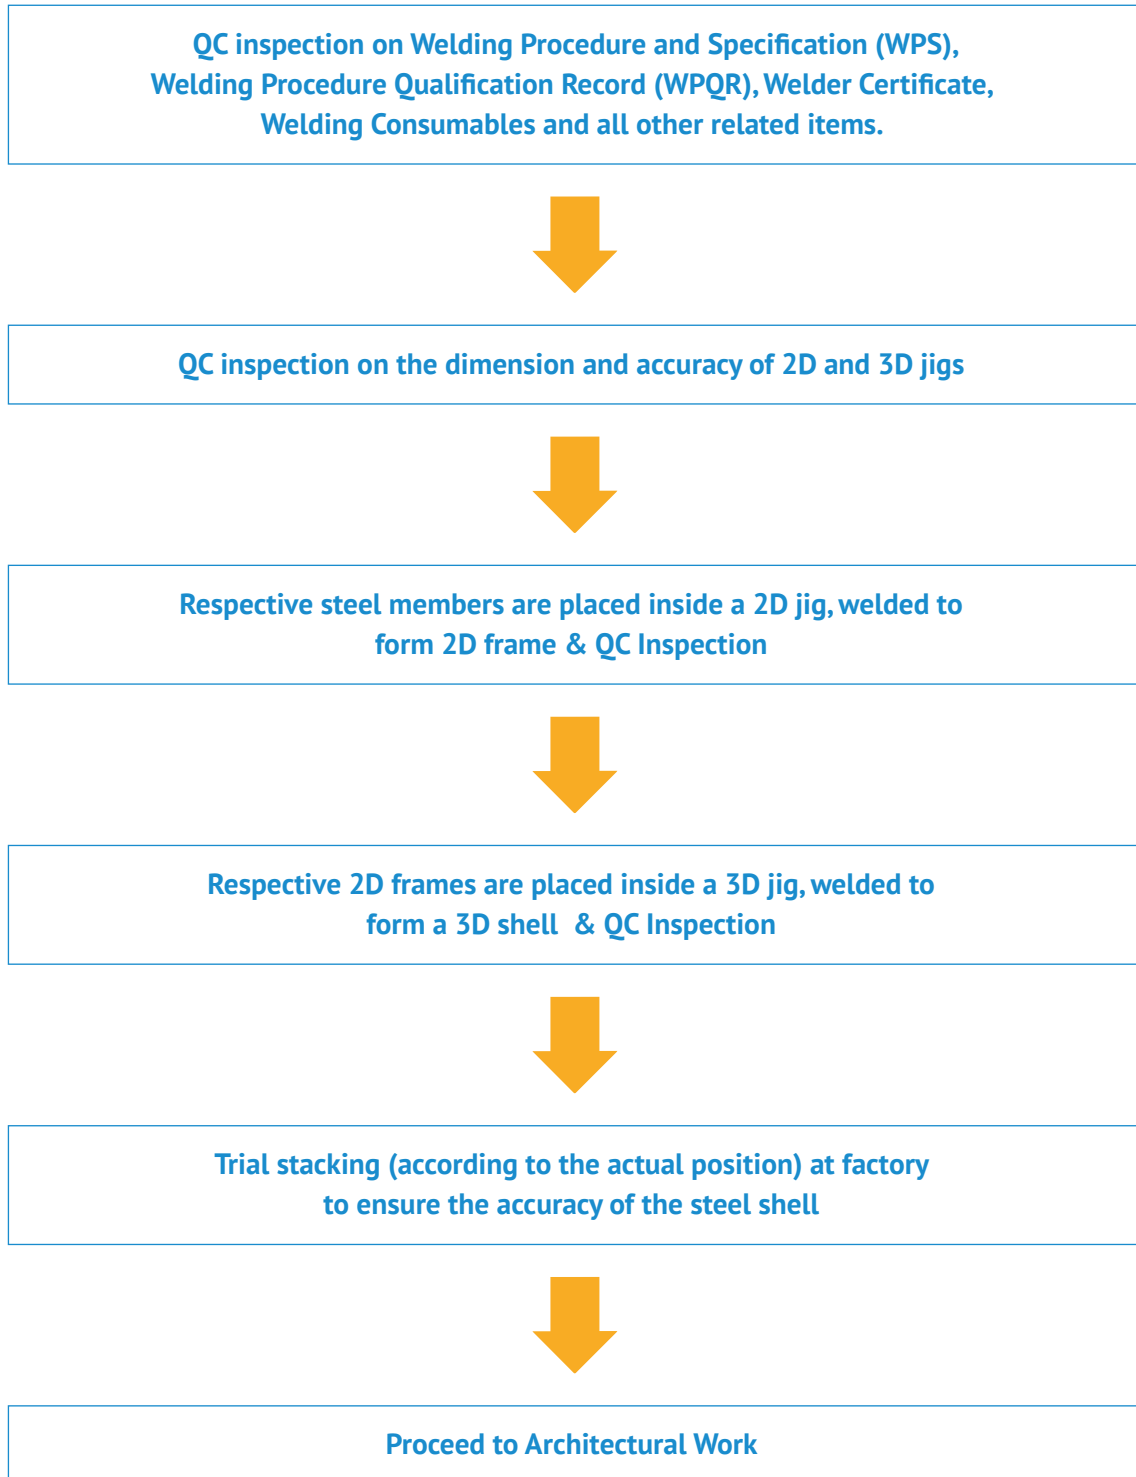 QC inspection on Welding Procedure and Specification (WPS),
Welding Procedure Qualification Record (WPQR), Welder Certificate,
Welding Consumables and all other related items.
QC inspection on the dimension and accuracy of 2D and 3D jigs
Respective steel members are placed inside a 2D jig, welded to
form 2D frame & QC Inspection
Respective 2D frames are placed inside a 3D jig, welded to
form a 3D shell & QC Inspection
Trial stacking (according to the actual position) at factory
to ensure the accuracy of the steel shell
Proceed to Architectural Work